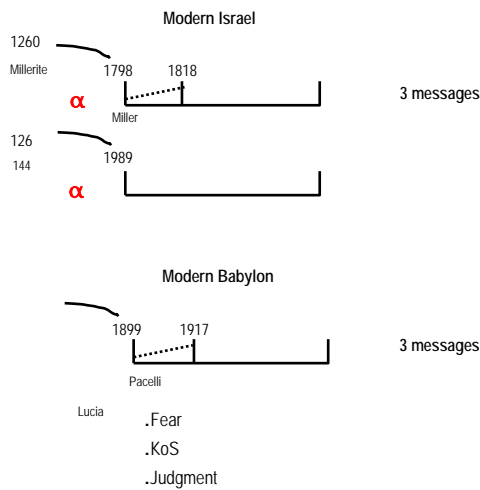 Modern Israel
1260
Millerite
1798 1818
3 messages
α
Miller
126
144
1989
α
Modern Babylon
1899 1917
3 messages
Pacelli
Lucia
.Fear
.KoS
.Judgment